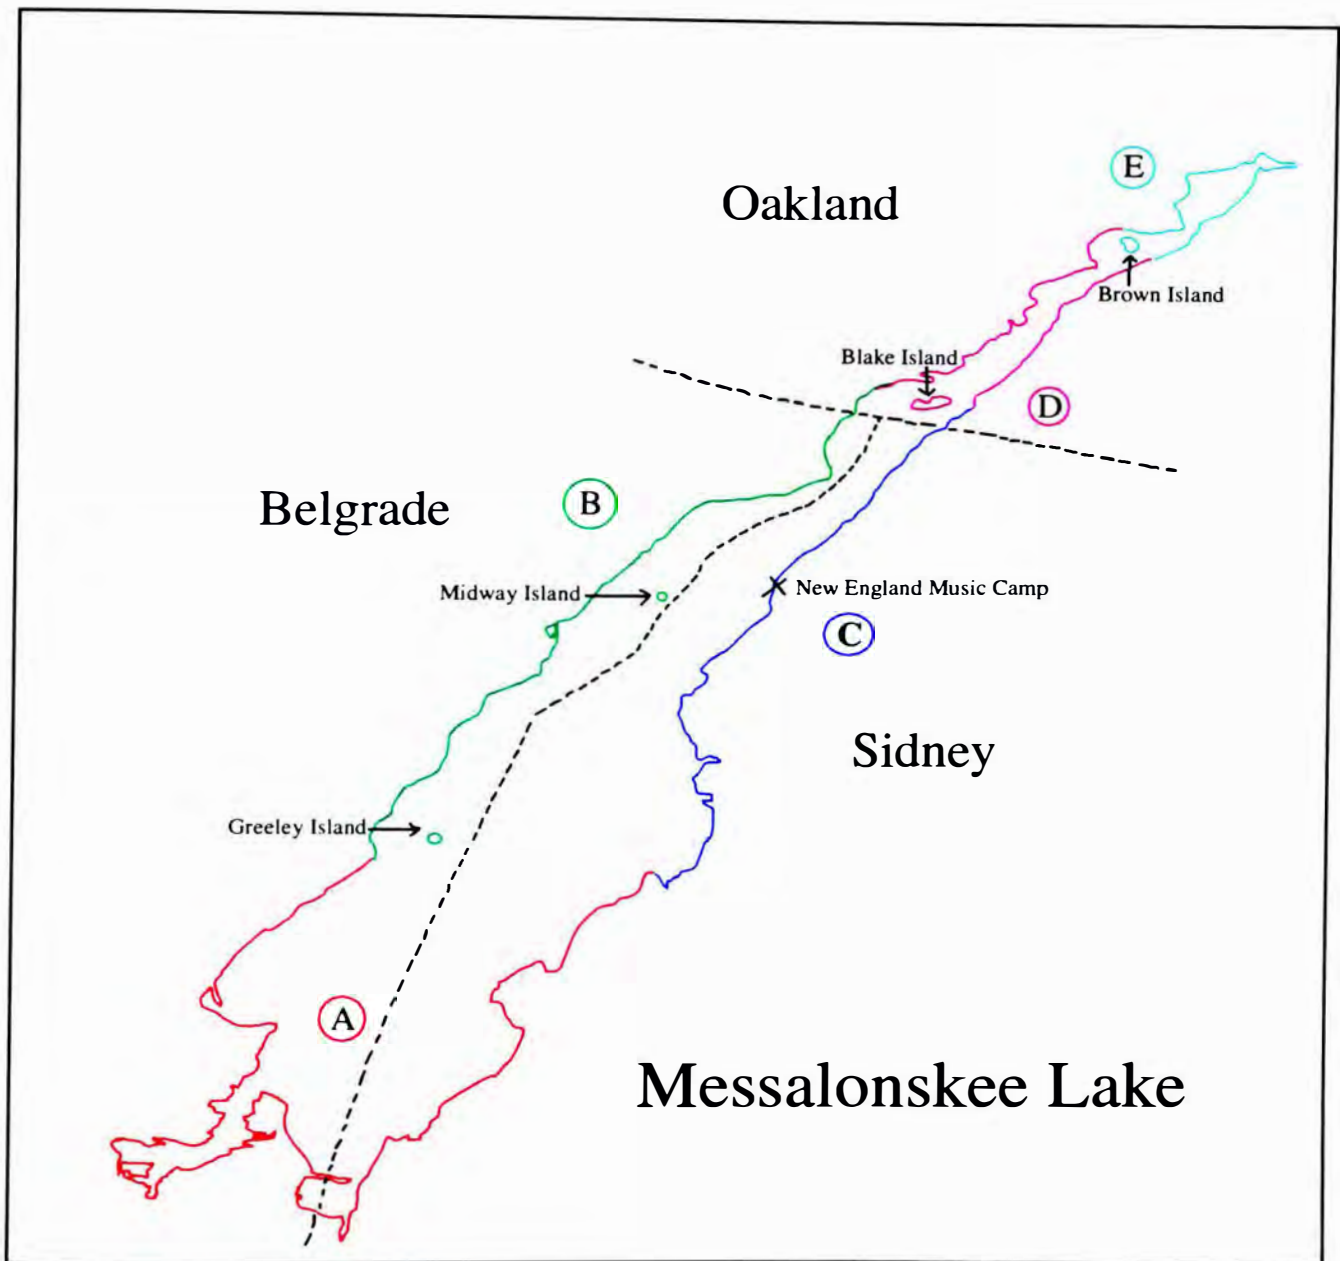 E
Oakland
Brown Island
Blake Island
D
Belgrade
B
Midway Island
New England Music Camp
C
Sidney
Greeley Island
A
Messalonskee Lake